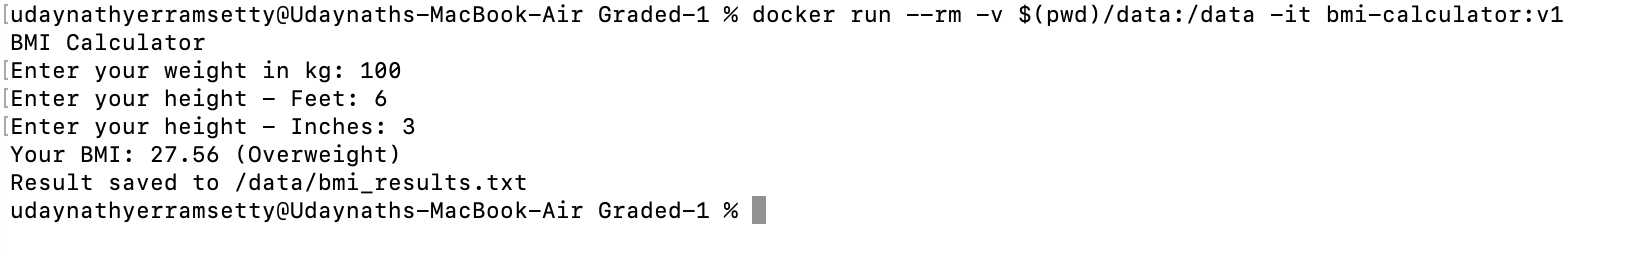 [udaynathyerramsetty@Udaynaths-MacBook-Air Graded-1 % docker run --rm -v $(pwd)/data:/data -it bmi-calculator:v1
BMI Calculator
[Enter your weight in kg: 100
[Enter your height - Feet: 6
[Enter your height - Inches: 3
Your BMI: 27.56 (Overweight)
Result saved to /data/bmi_results.txt
udaynathyerramsetty@Udaynaths-MacBook-Air Graded-1 %